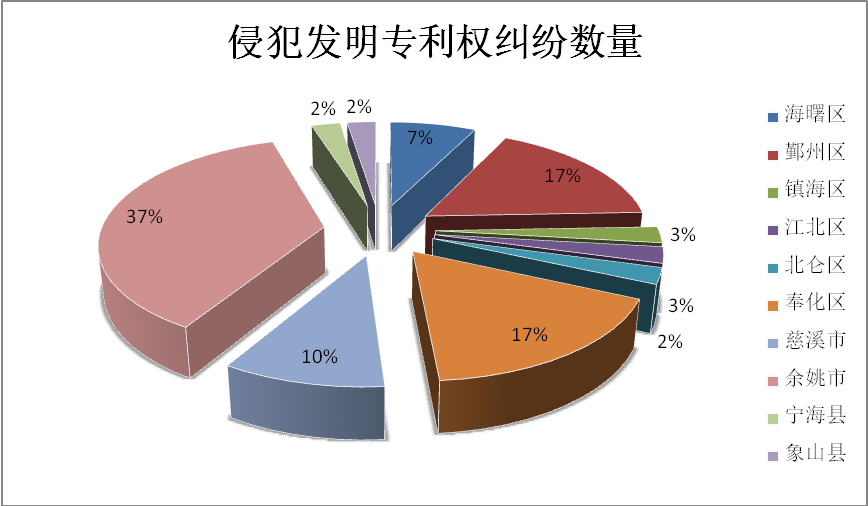 侵犯发明专利权纠纷数量
2%
2%
7%
17%
37%
3%
3%
2%
17%
10%
海曙区
鄞州区
镇海区
江北区
北仑区
奉化区
慈溪市
余姚市
宁海县
象山县